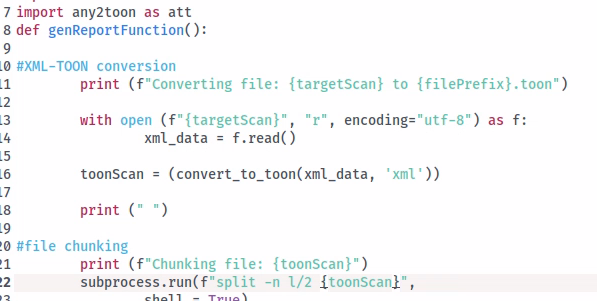 7 import any2toon as att
8 def genReportFunction():
9
10 #XML-TOON conversion
11 print (f"Converting file: {targetScan} to {filePrefix}.toon")
12
13 with open (f"{targetScan}", "r", encoding="utf-8") as f:
14 xml_data = f.read()
15
16 toonScan = (convert_to_toon(xml_data, 'xml'))
17
18 print (" ")
19
20 #file chunking
21 print (f"Chunking file: {toonScan}")
22 subprocess.run(f"split -n l/2 {toonScan}",
23 shell = True)